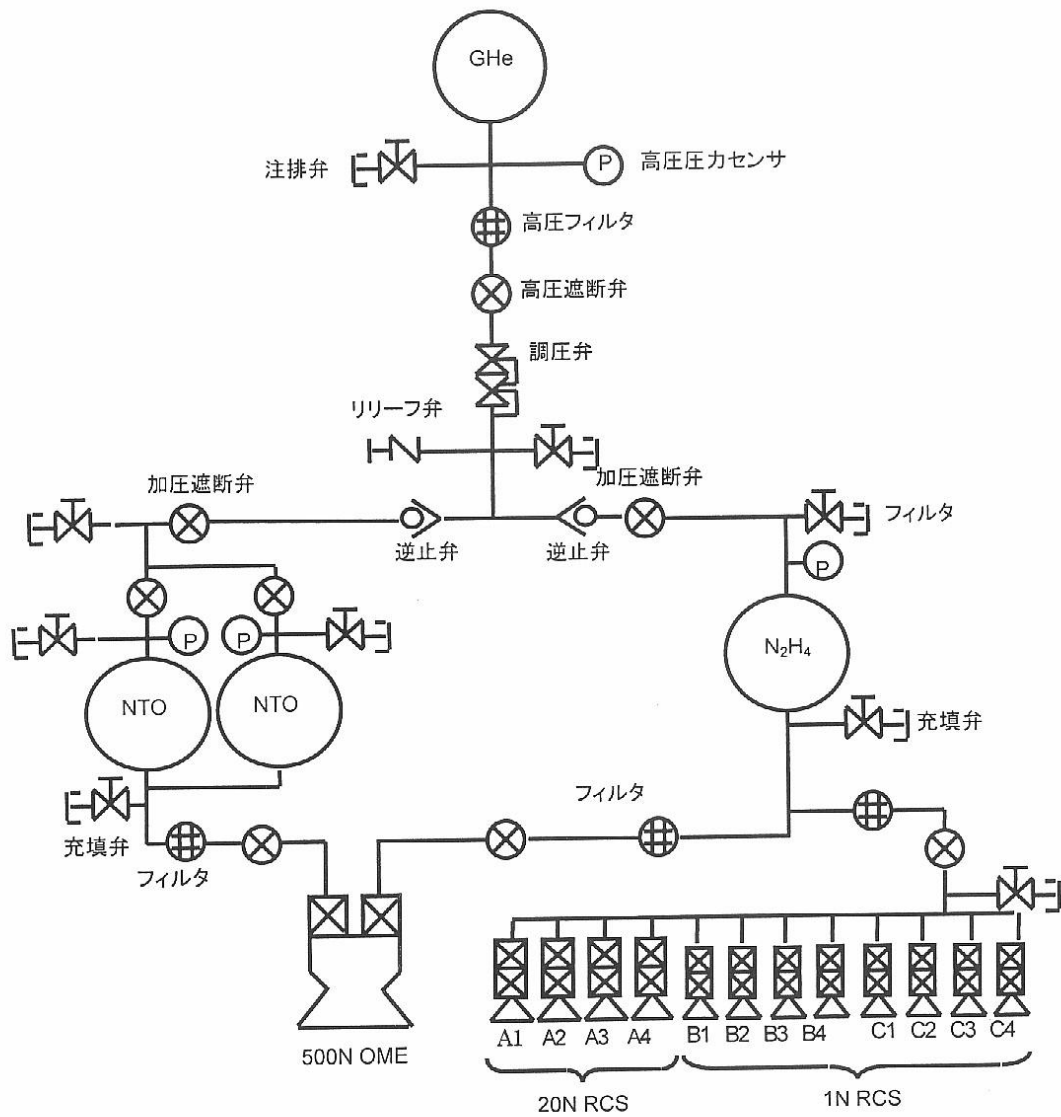 GHe
注排弁
P
高圧圧力センサ
高圧フィルタ
高圧遮断弁
調圧弁
リリーフ弁
加圧遮断弁
加圧遮断弁
フィルタ
逆止弁
逆止弁
P
P
P
N₂H₄
NTO
NTO
充填弁
フィルタ
充填弁
フィルタ
A1 A2 A3 A4 B1 B2 B3 B4 C1 C2 C3 C4
500N OME
20N RCS
1N RCS